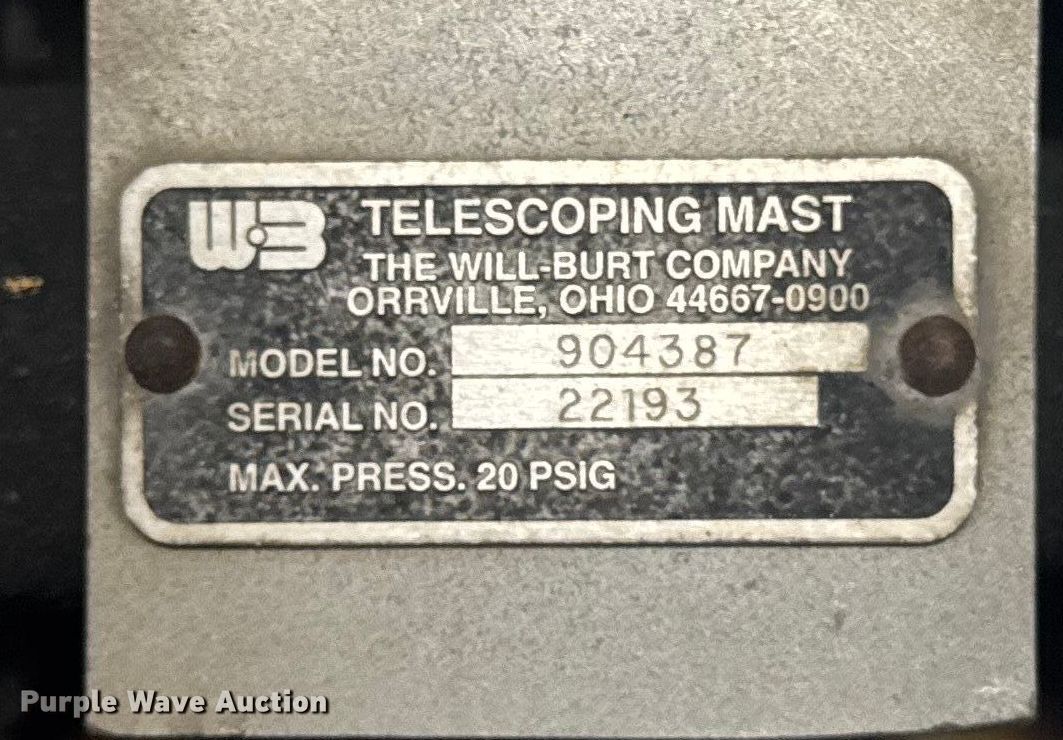 WB TELESCOPING MAST
THE WILL-BURT COMPANY
ORRVILLE, OHIO 44667-0900
MODEL NO. 904387
SERIAL NO. 22193
MAX. PRESS. 20 PSIG
Purple Wave Auction